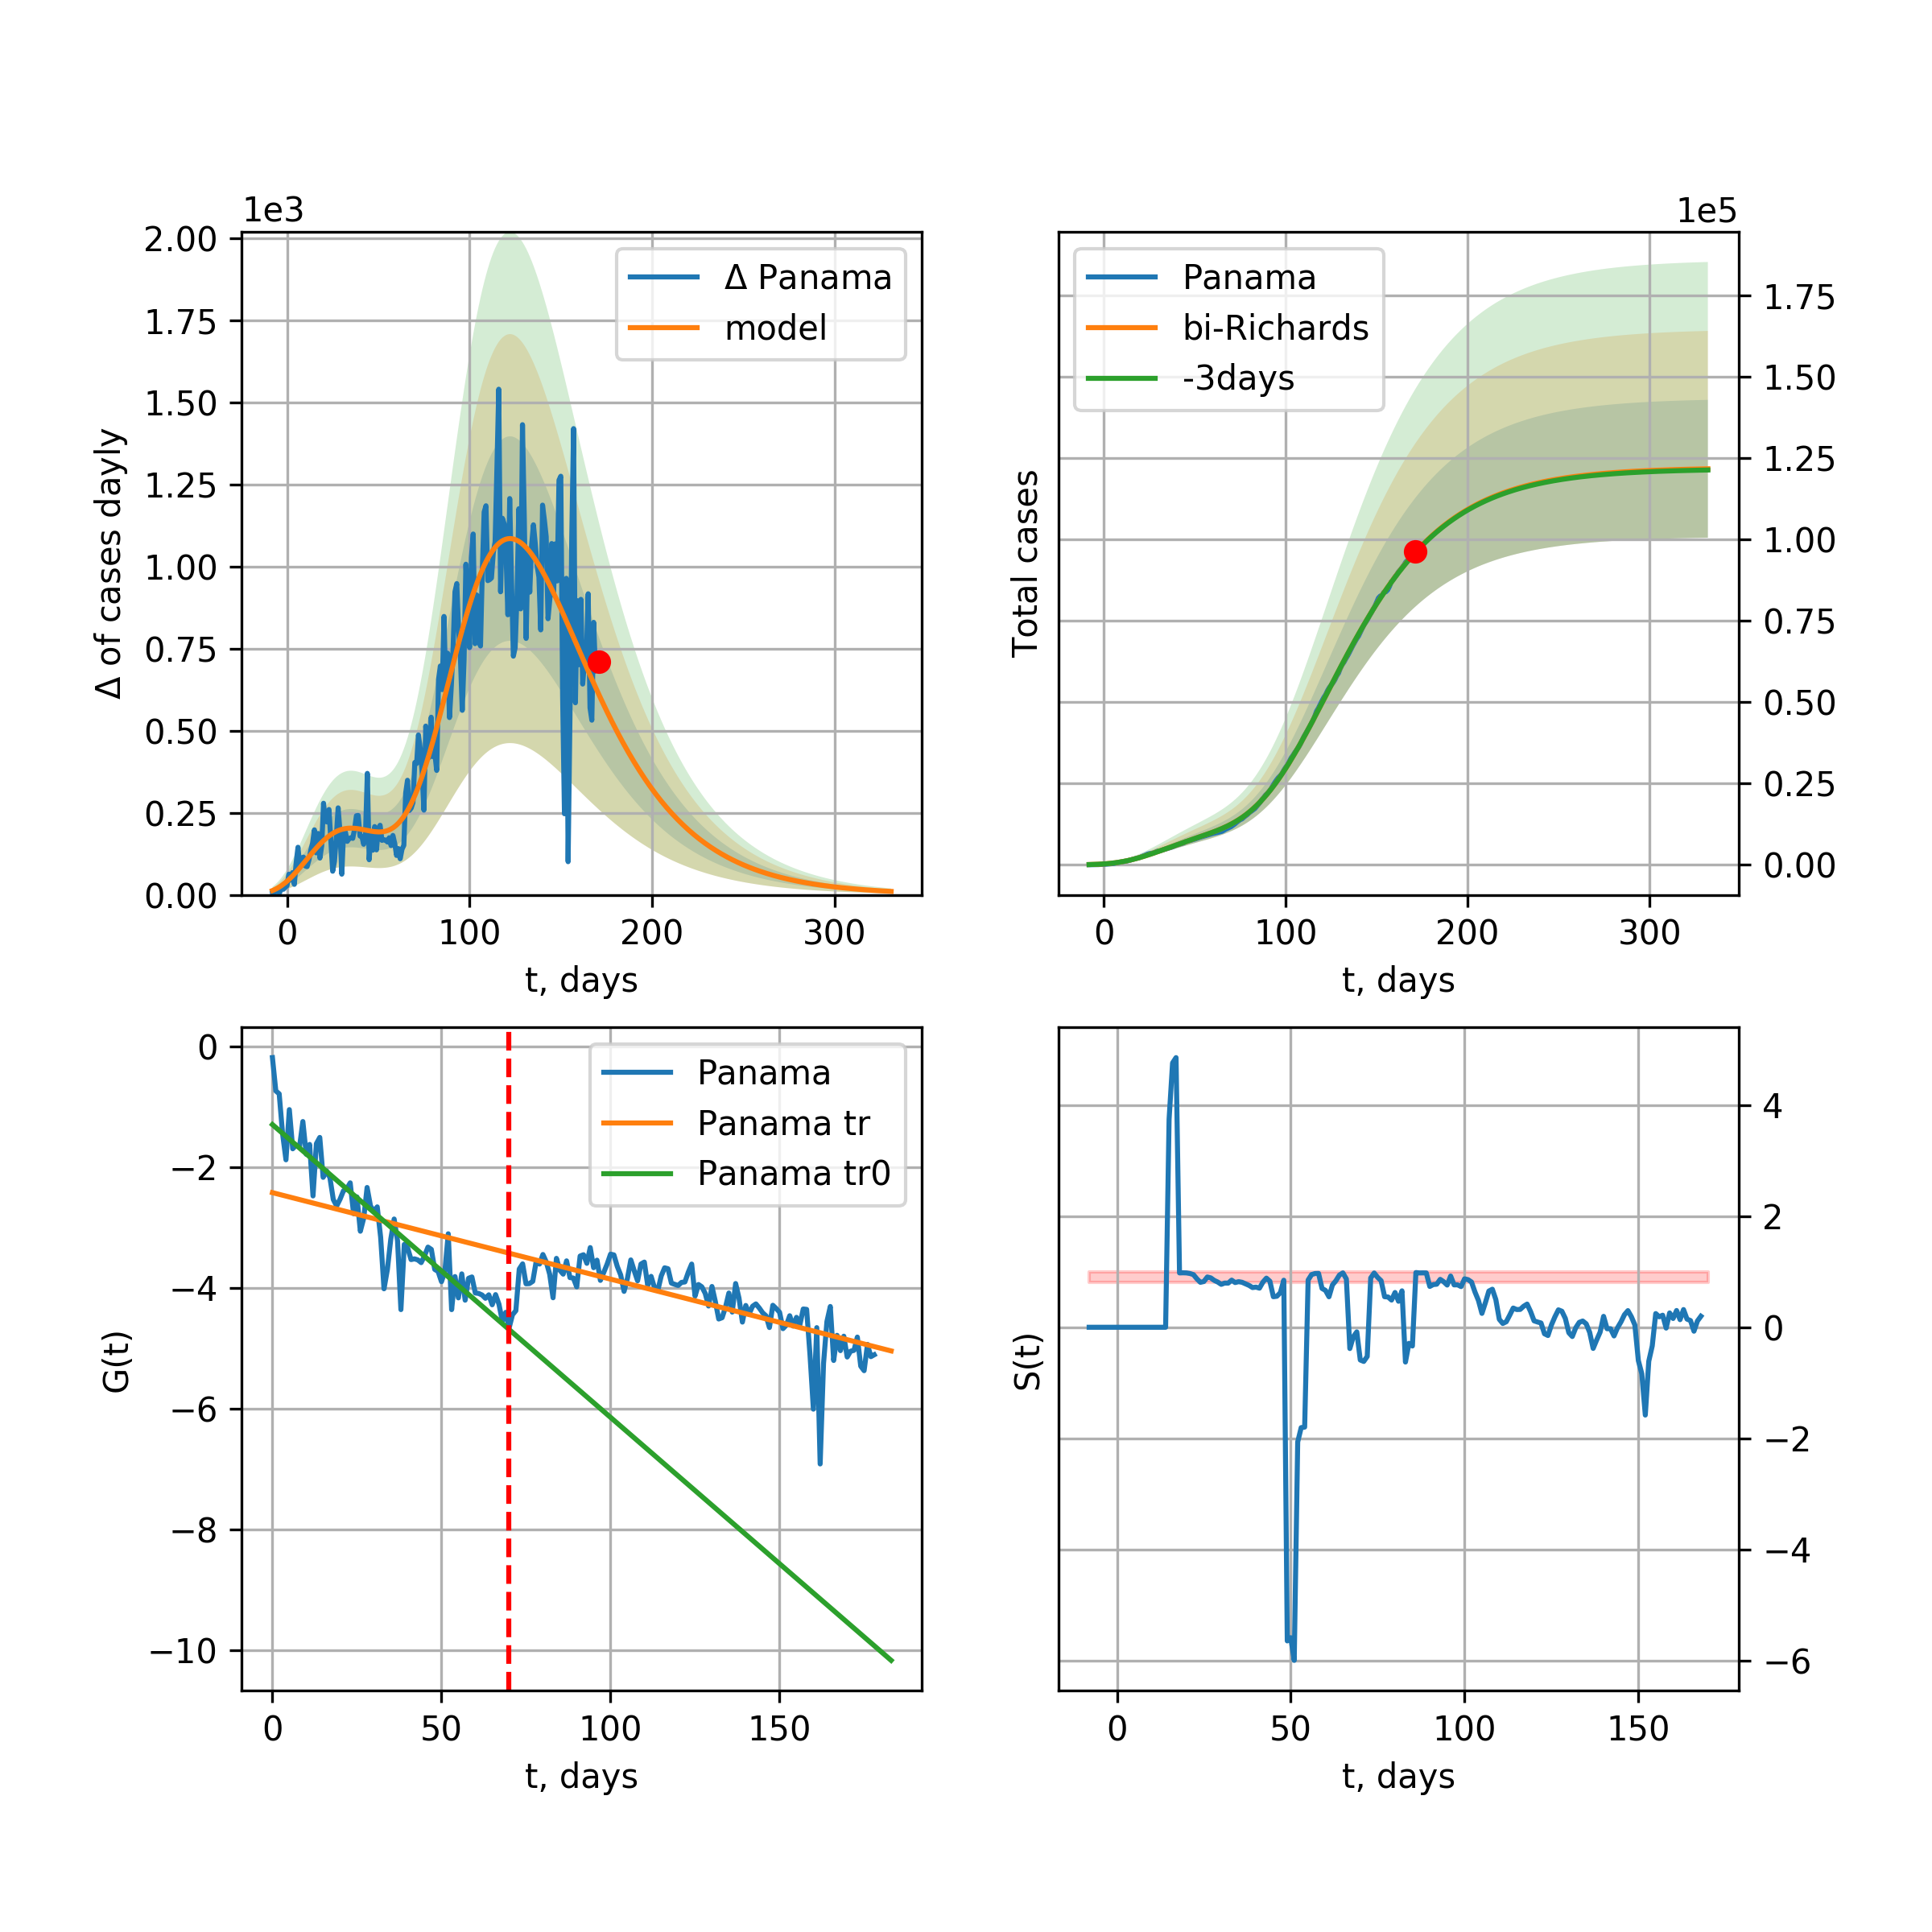 1e3
2.00
1.75
1.50
1.25
1.00
0.75
0.50
0.25
0.00
Δ of cases dayly
0 100 200 300
t, days
Δ Panama
model
1e5
1.75
1.50
1.25
1.00
0.75
0.50
0.25
0.00
Total cases
0 100 200 300
t, days
Panama
bi-Richards
-3days
0
−2
−4
−6
−8
−10
G(t)
0 50 100 150
t, days
Panama
Panama tr
Panama tr0
4
2
0
−2
−4
−6
S(t)
0 50 100 150
t, days